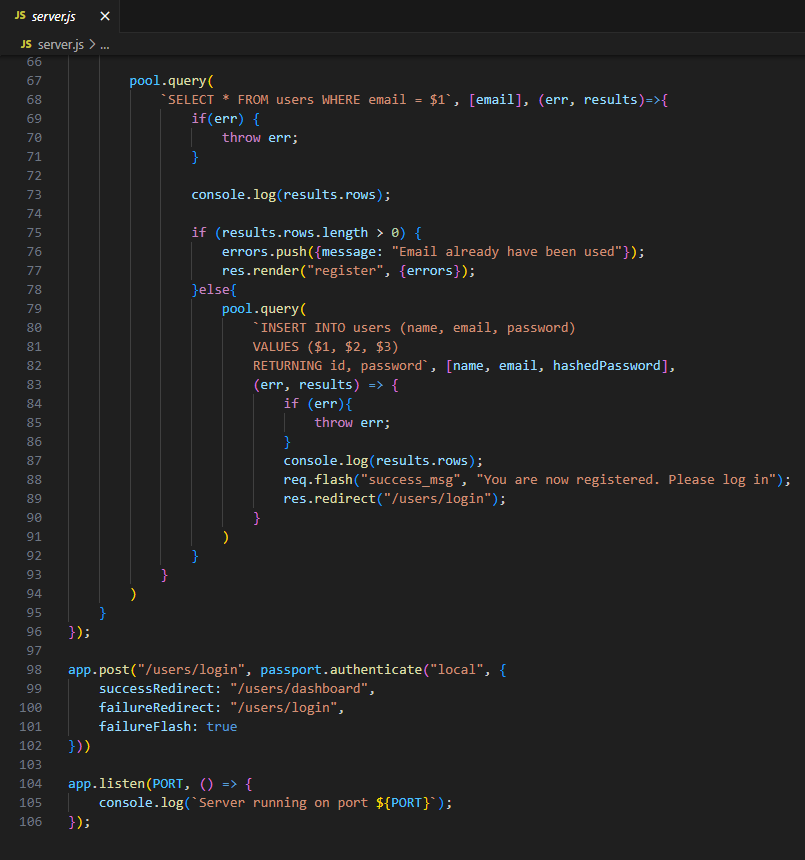 JS server.js ×
JS server.js > ...
66
67 pool.query(
68 `SELECT * FROM users WHERE email = $1`, [email], (err, results)=>{
69 if(err) {
70 throw err;
71 }
72
73 console.log(results.rows);
74
75 if (results.rows.length > 0) {
76 errors.push({message: "Email already have been used"});
77 res.render("register", {errors});
78 }else{
79 pool.query(
80 `INSERT INTO users (name, email, password)
81 VALUES ($1, $2, $3)
82 RETURNING id, password`, [name, email, hashedPassword],
83 (err, results) => {
84 if (err){
85 throw err;
86 }
87 console.log(results.rows);
88 req.flash("success_msg", "You are now registered. Please log in");
89 res.redirect("/users/login");
90 }
91 )
92 }
93 }
94 )
95 }
96 });
97
98 app.post("/users/login", passport.authenticate("local", {
99 successRedirect: "/users/dashboard",
100 failureRedirect: "/users/login",
101 failureFlash: true
102 }))
103
104 app.listen(PORT, () => {
105 console.log(`Server running on port ${PORT}`);
106 });